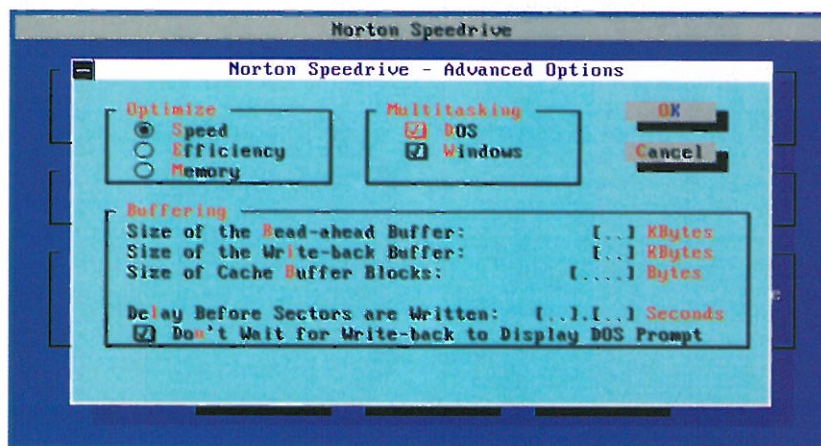 Norton Speedrive
Norton Speedrive - Advanced Options
Optimize
Speed
Efficiency
Memory
Multitasking
DOS
Windows
OK
Cancel
Buffering
Size of the Read-ahead Buffer: [..] KBytes
Size of the Write-back Buffer: [..] KBytes
Size of Cache Buffer Blocks: [....] Bytes
Delay Before Sectors are Written: [..].[..] Seconds
Don't Wait for Write-back to Display DOS Prompt
e